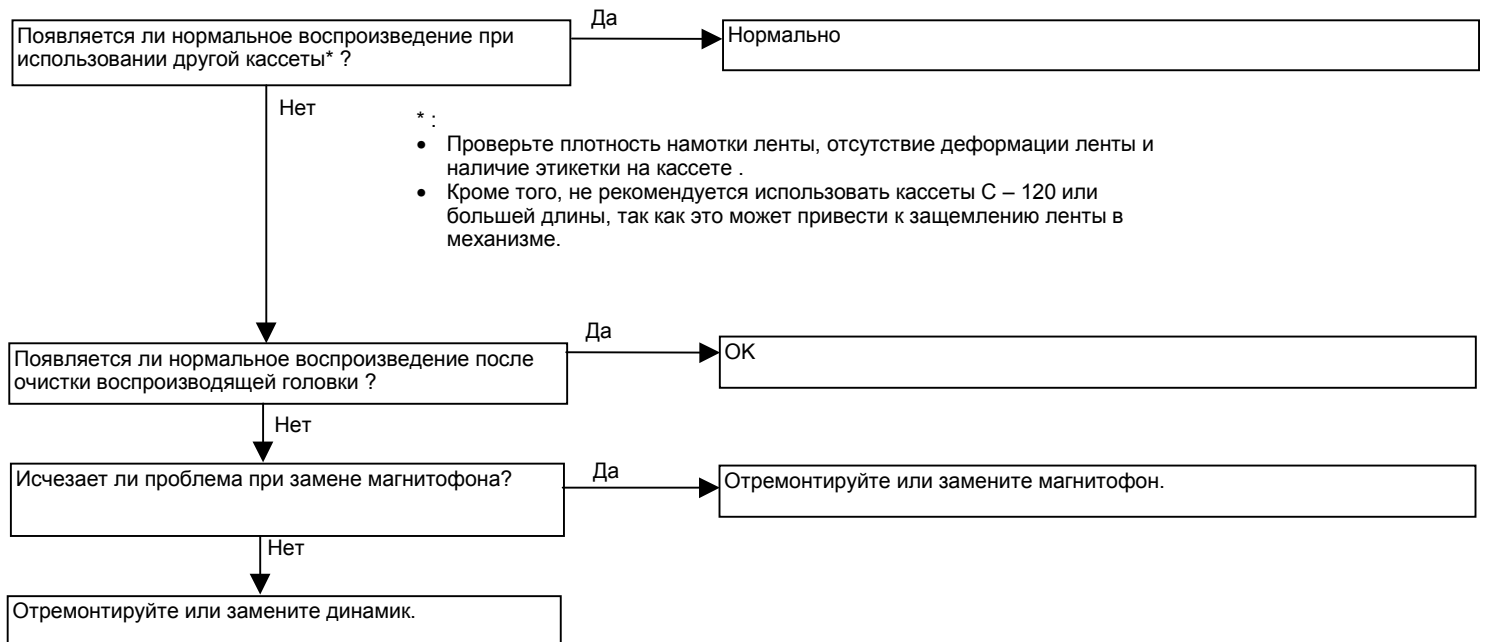 Появляется ли нормальное воспроизведение при
использовании другой кассеты* ?
Да
Нормально
Нет
* :
• Проверьте плотность намотки ленты, отсутствие деформации ленты и
наличие этикетки на кассете .
• Кроме того, не рекомендуется использовать кассеты С – 120 или
большей длины, так как это может привести к защемлению ленты в
механизме.
Появляется ли нормальное воспроизведение после
очистки воспроизводящей головки ?
Да
OK
Нет
Исчезает ли проблема при замене магнитофона?
Да
Отремонтируйте или замените магнитофон.
Нет
Отремонтируйте или замените динамик.